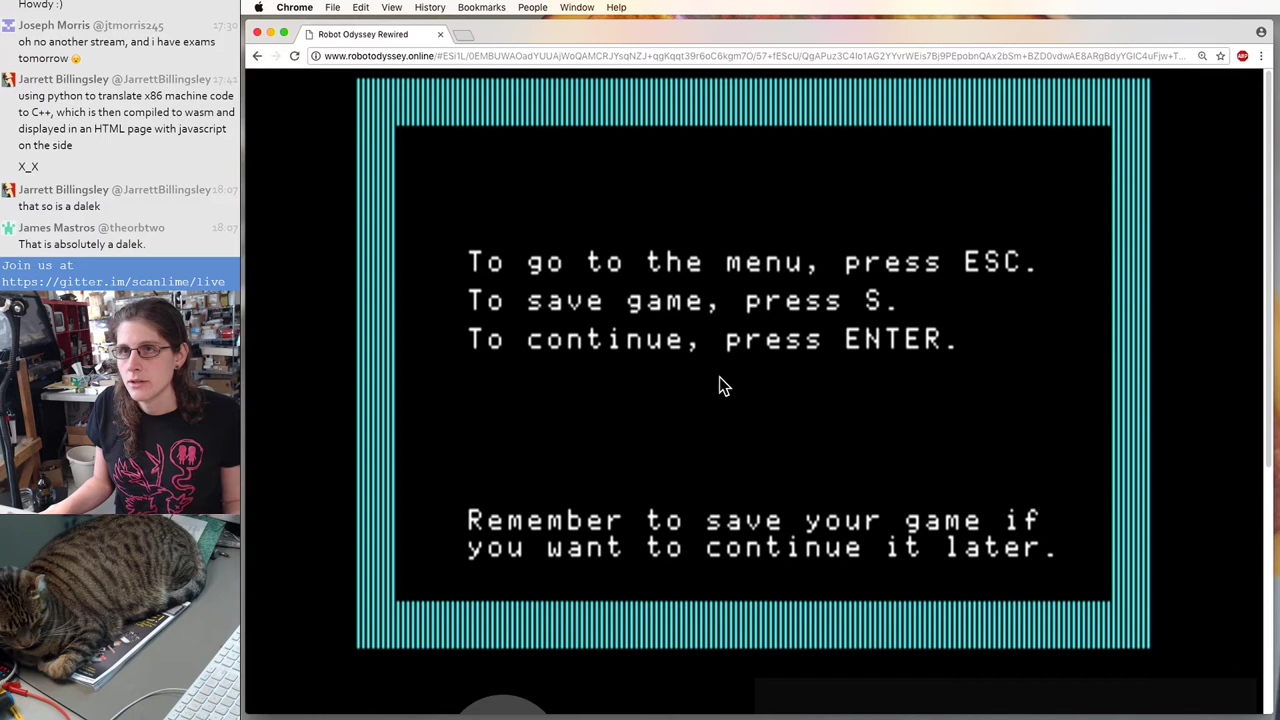 Howdy :)
Joseph Morris @jtmorris245 17:30
oh no another stream, and i have exams
tomorrow
Jarrett Billingsley @JarrettBillingsley 17:41
using python to translate x86 machine code
to C++, which is then compiled to wasm and
displayed in an HTML page with javascript
on the side
X_X
Jarrett Billingsley @JarrettBillingsley 18:07
that so is a dalek
James Mastros @theorbtwo 18:07
That is absolutely a dalek.
Join us at
https://gitter.im/scanlime/live
Chrome File Edit View History Bookmarks People Window Help
Robot Odyssey Rewired
To go to the menu, press ESC.
To save game, press S.
To continue, press ENTER.
Remember to save your game if
you want to continue it later.